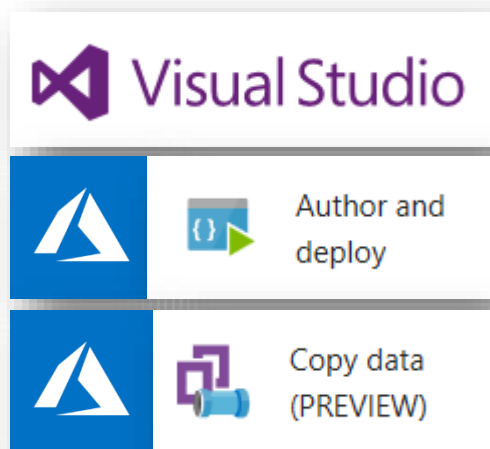 Visual Studio
Author and
deploy
Copy data
(PREVIEW)